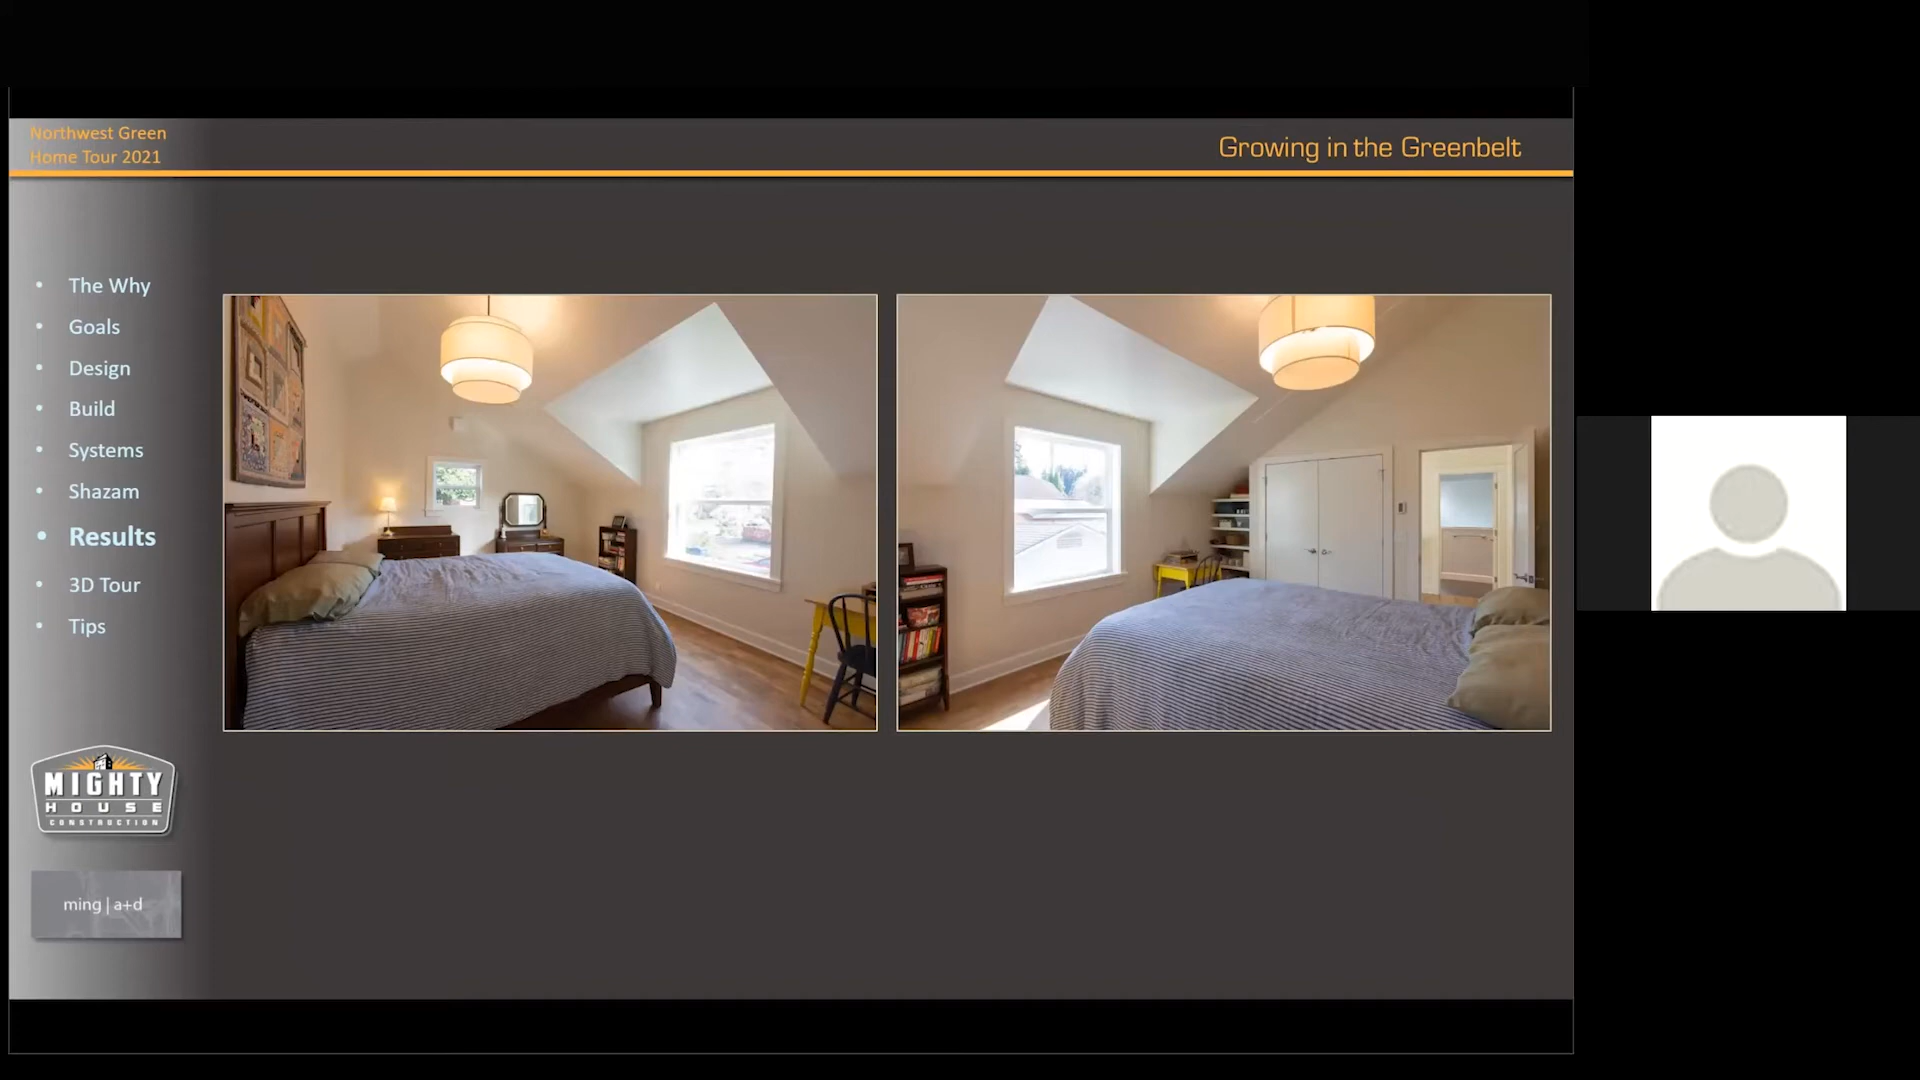 Northwest Green
Home Tour 2021
Growing in the Greenbelt
• The Why
• Goals
• Design
• Build
• Systems
• Shazam
• Results
• 3D Tour
• Tips
MIGHTY
HOUSE
CONSTRUCTION
ming | a+d